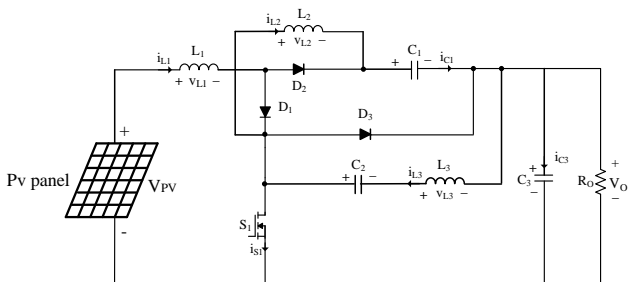 L2
iL2
+ vL2 −
iL1
L1
+ vL1 −
D2
C1
+ −
iC1
D1
D3
Pv panel
+
VPV
-
C2
+ −
iL3
L3
+ vL3 −
S1
iS1
iC3
+
C3
−
RO
+
VO
−